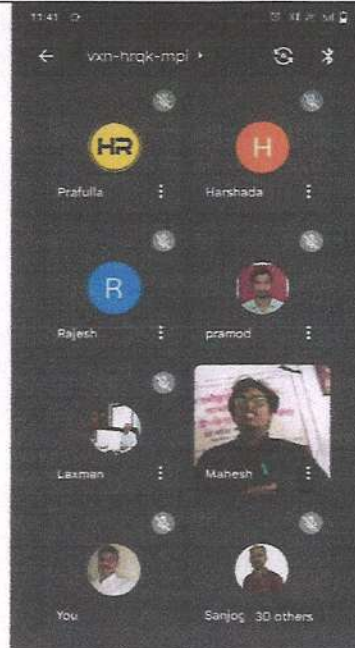 11:41
vxn-hrqk-mpi
HR
H
Prafulla
Harshada
R
Rajesh
pramod
Laxman
Mahesh
You
Sanjog 30 others